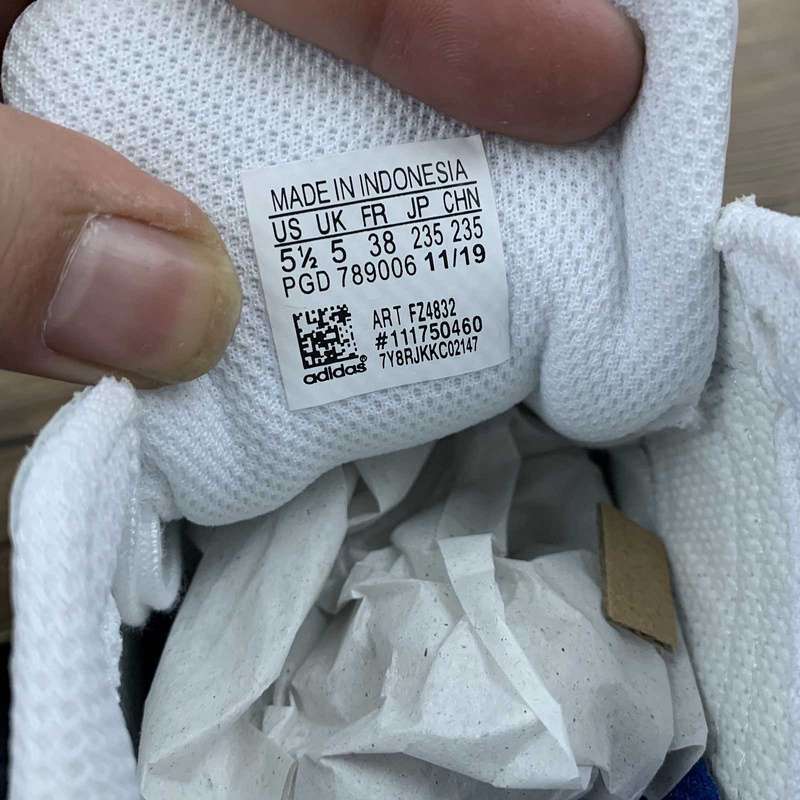 MADE IN INDONESIA
US UK FR JP CHN
5½ 5 38 235 235
PGD 789006 11/19
ART FZ4832
#111750460
7Y8RJKKC02147
adidas®